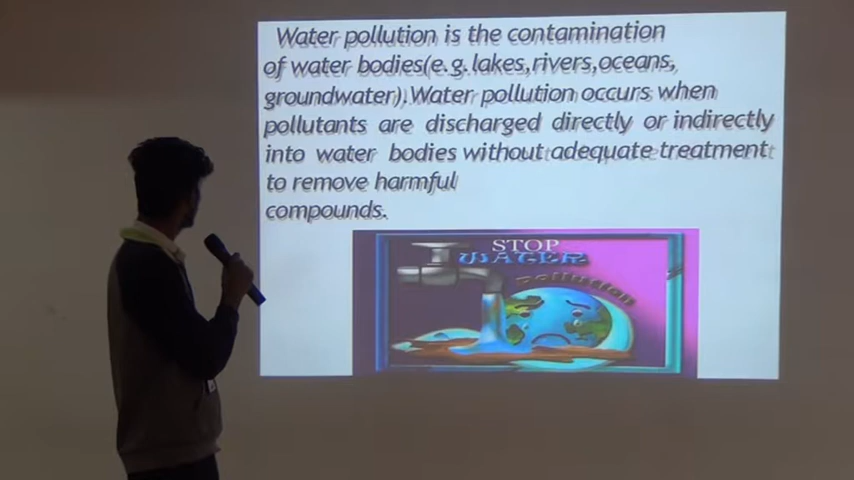 Water pollution is the contamination
of water bodies(e.g.lakes,rivers,oceans,
groundwater).Water pollution occurs when
pollutants are discharged directly or indirectly
into water bodies without adequate treatment
to remove harmful
compounds.
STOP
WATER
pollution